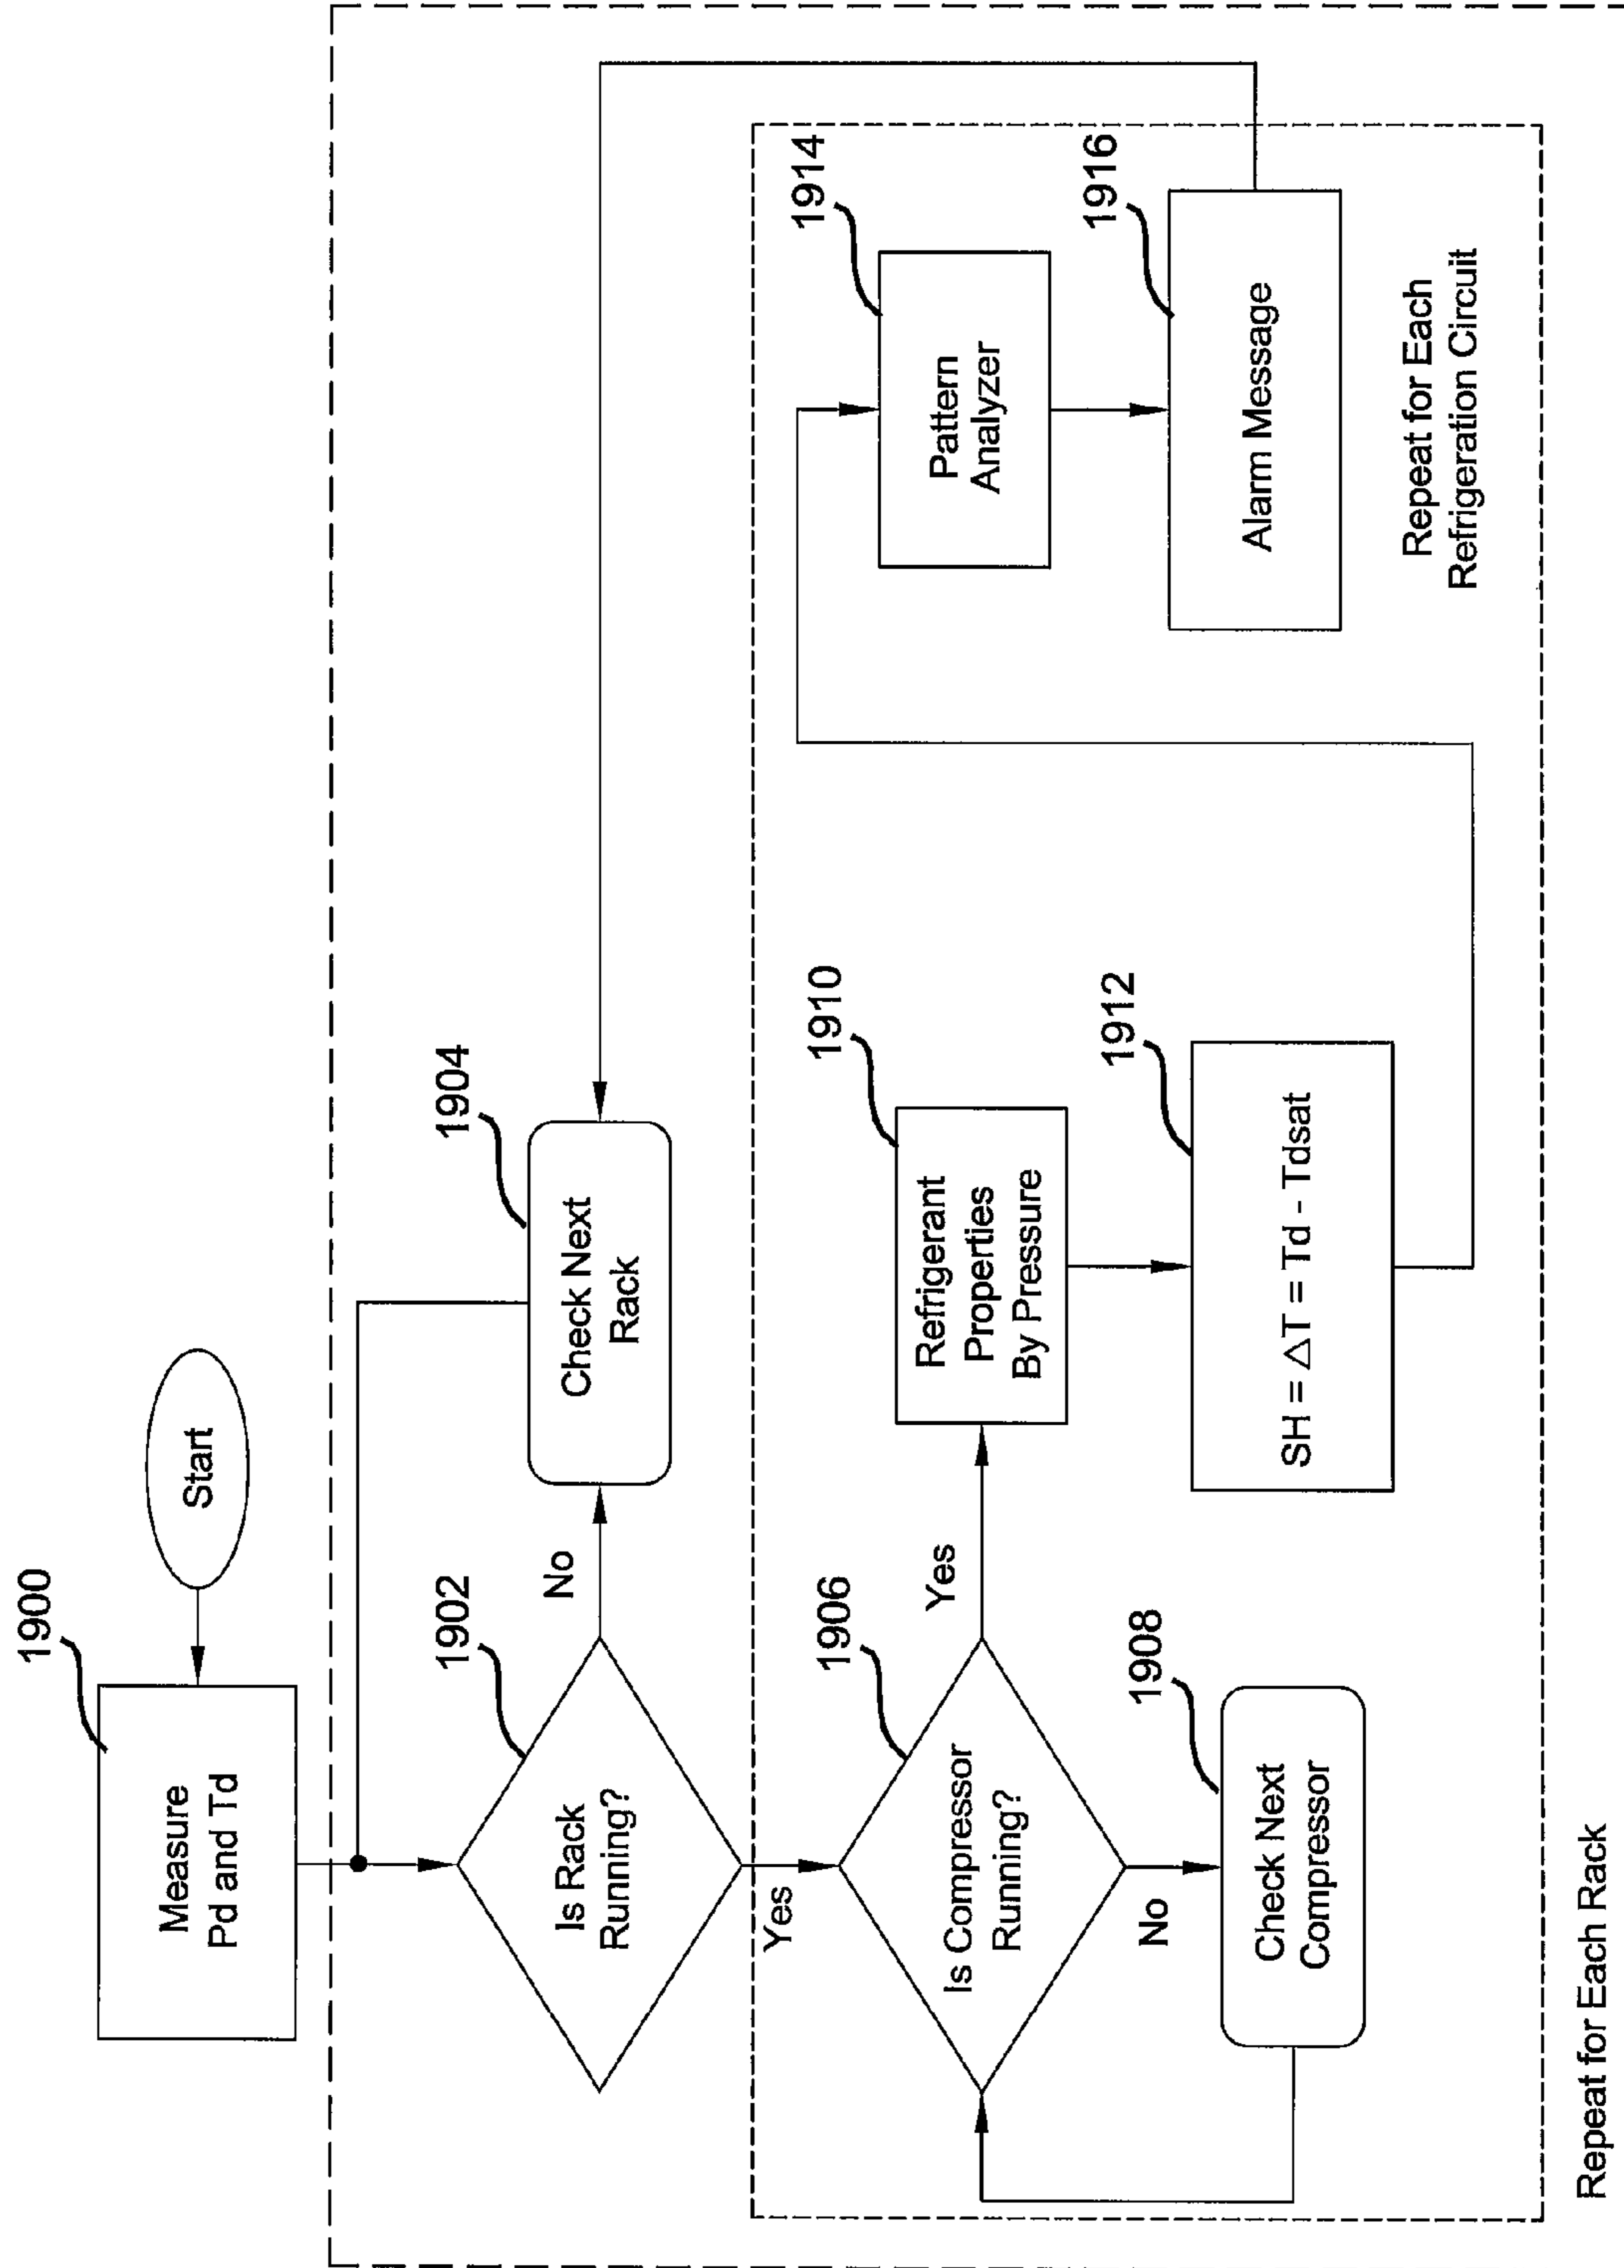 Start
1900
Measure
Pd and Td
1902
Is Rack
Running?
No
Yes
1904
Check Next
Rack
1906
Is Compressor
Running?
Yes
No
1908
Check Next
Compressor
1910
Refrigerant
Properties
By Pressure
1912
SH = △T = Td - Tdsat
1914
Pattern
Analyzer
1916
Alarm Message
Repeat for Each
Refrigeration Circuit
Repeat for Each Rack